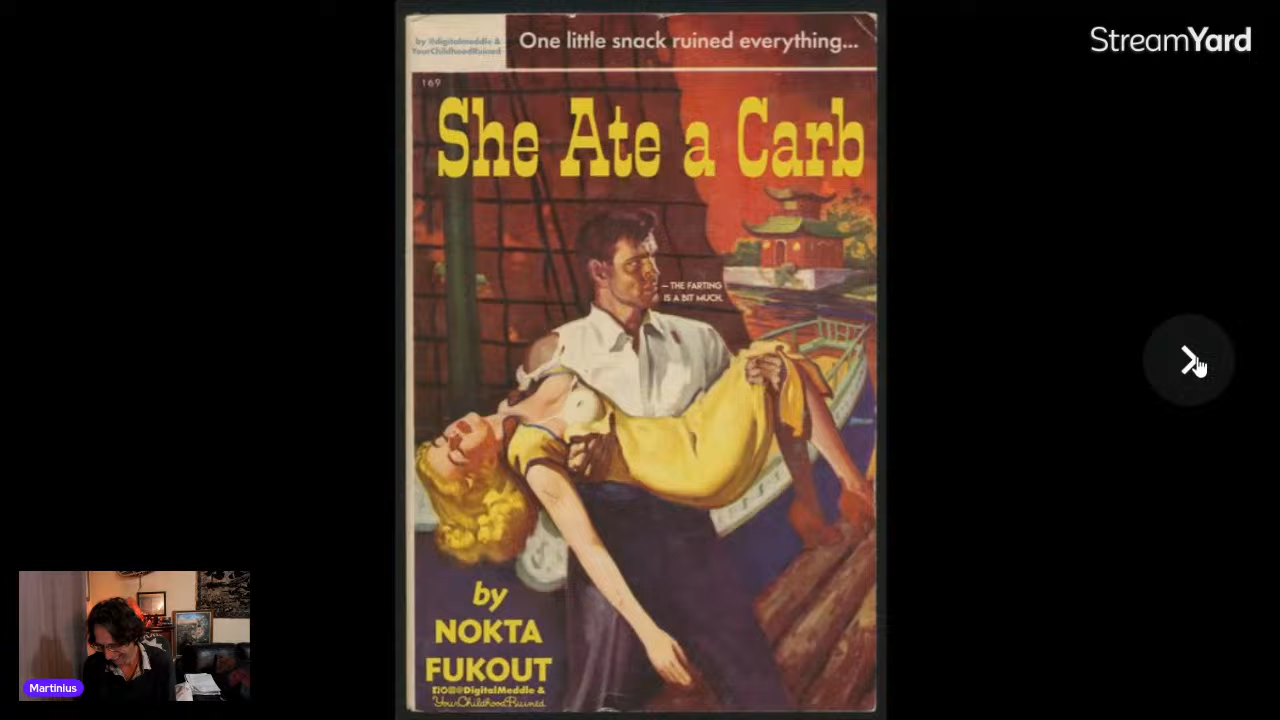 by @digitalmeddle &
YourChildhoodRuined
One little snack ruined everything...
StreamYard
169
She Ate a Carb
— THE FARTING
IS A BIT MUCH.
by
NOKTA
FUKOUT
@DigitalMeddle &
YourChildhoodRuined
Martinius